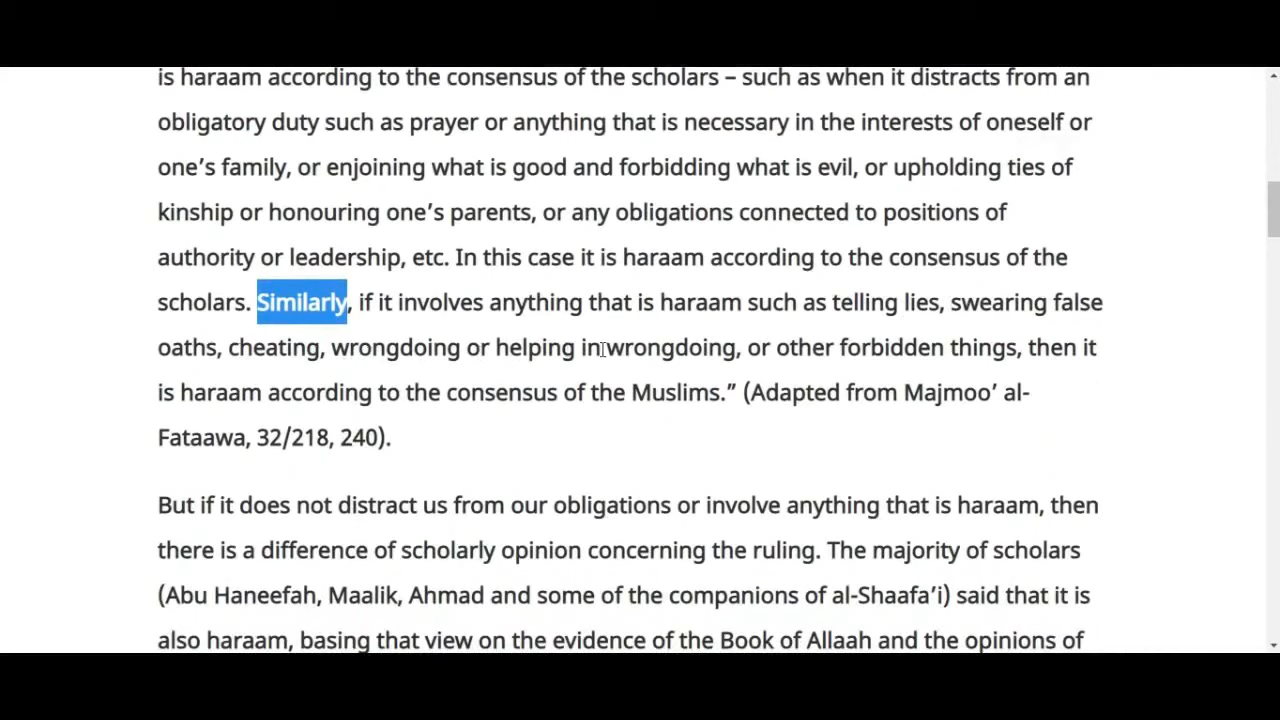 is haraam according to the consensus of the scholars – such as when it distracts from an
obligatory duty such as prayer or anything that is necessary in the interests of oneself or
one’s family, or enjoining what is good and forbidding what is evil, or upholding ties of
kinship or honouring one’s parents, or any obligations connected to positions of
authority or leadership, etc. In this case it is haraam according to the consensus of the
scholars. Similarly, if it involves anything that is haraam such as telling lies, swearing false
oaths, cheating, wrongdoing or helping in wrongdoing, or other forbidden things, then it
is haraam according to the consensus of the Muslims.” (Adapted from Majmoo’ al-
Fataawa, 32/218, 240).
But if it does not distract us from our obligations or involve anything that is haraam, then
there is a difference of scholarly opinion concerning the ruling. The majority of scholars
(Abu Haneefah, Maalik, Ahmad and some of the companions of al-Shaafa’i) said that it is
also haraam, basing that view on the evidence of the Book of Allaah and the opinions of